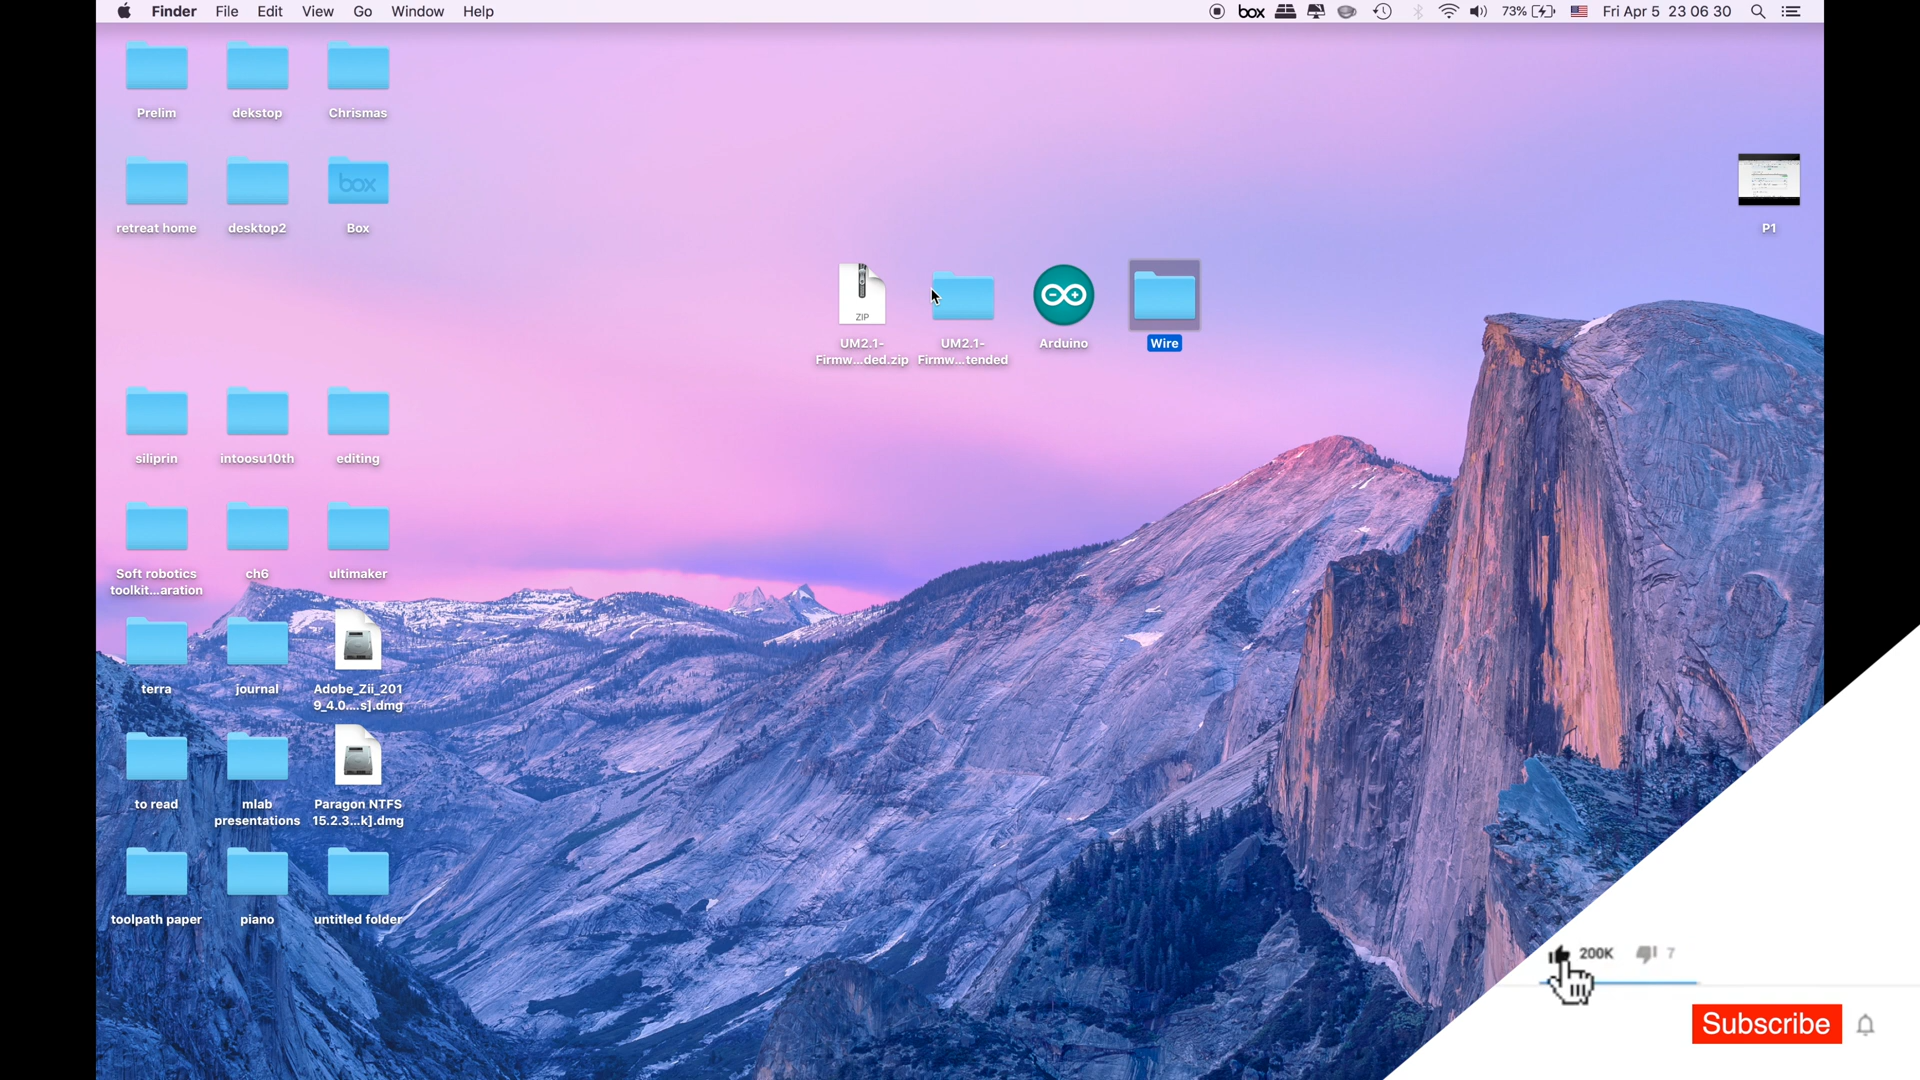 Finder File Edit View Go Window Help
box 73% Fri Apr 5 23 06 30
Prelim dekstop Chrismas
box
retreat home desktop2 Box
P1
ZIP
UM2.1-
Firmw...ded.zip
UM2.1-
Firmw...tended
Arduino
Wire
siliprin intoosu10th editing
Soft robotics
toolkit...aration
ch6
ultimaker
terra
journal
Adobe_Zii_201
9_4.0....s].dmg
to read
mlab
presentations
Paragon NTFS
15.2.3...k].dmg
toolpath paper piano untitled folder
200K 7
Subscribe